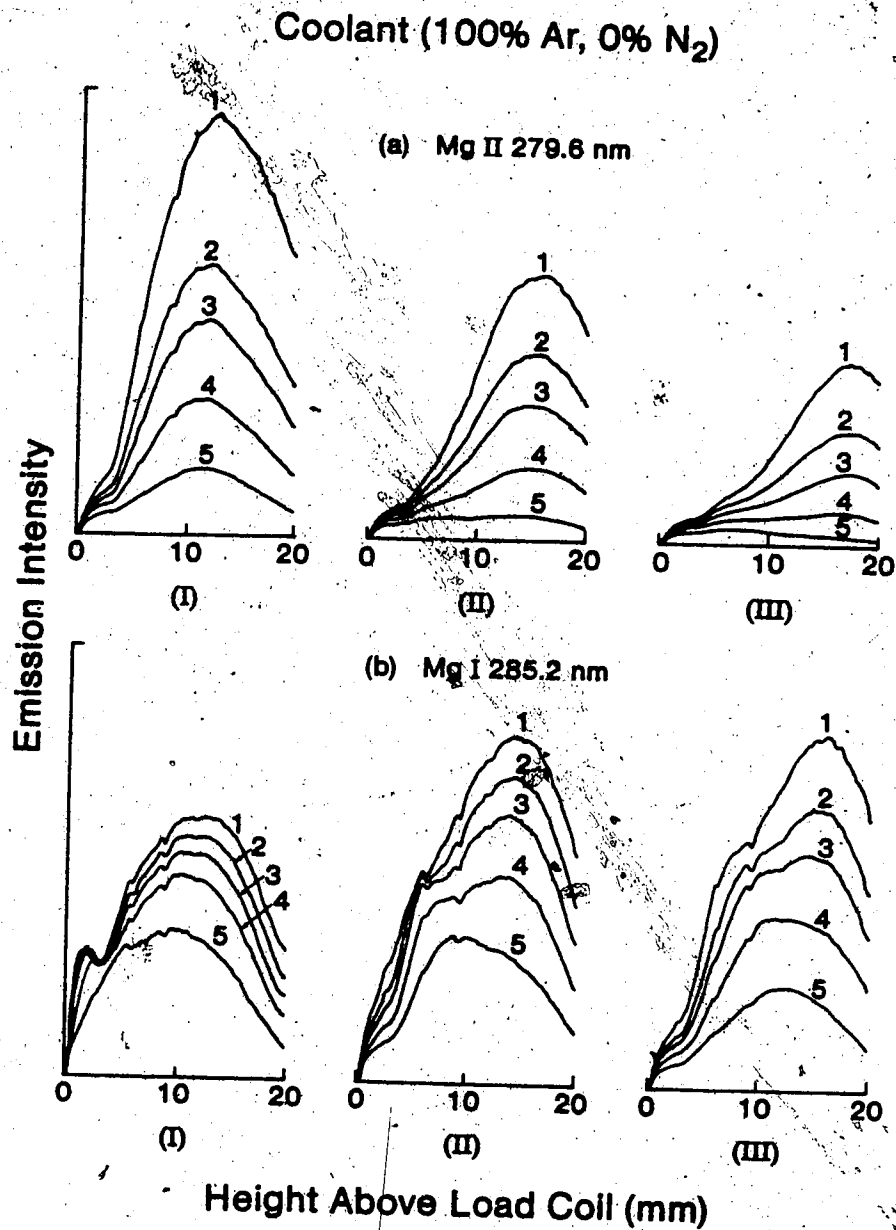 Coolant (100% Ar, 0% N₂)
(a) Mg II 279.6 nm
1
2
3
4
5
0 10 20
(I)
1
2
3
4
5
0 10 20
(II)
1
2
3
4
5
0 10 20
(III)
Emission Intensity
(b) Mg I 285.2 nm
1
2
3
4
5
0 10 20
(I)
1
2
3
4
5
0 10 20
(II)
1
2
3
4
5
0 10 20
(III)
Height Above Load Coil (mm)